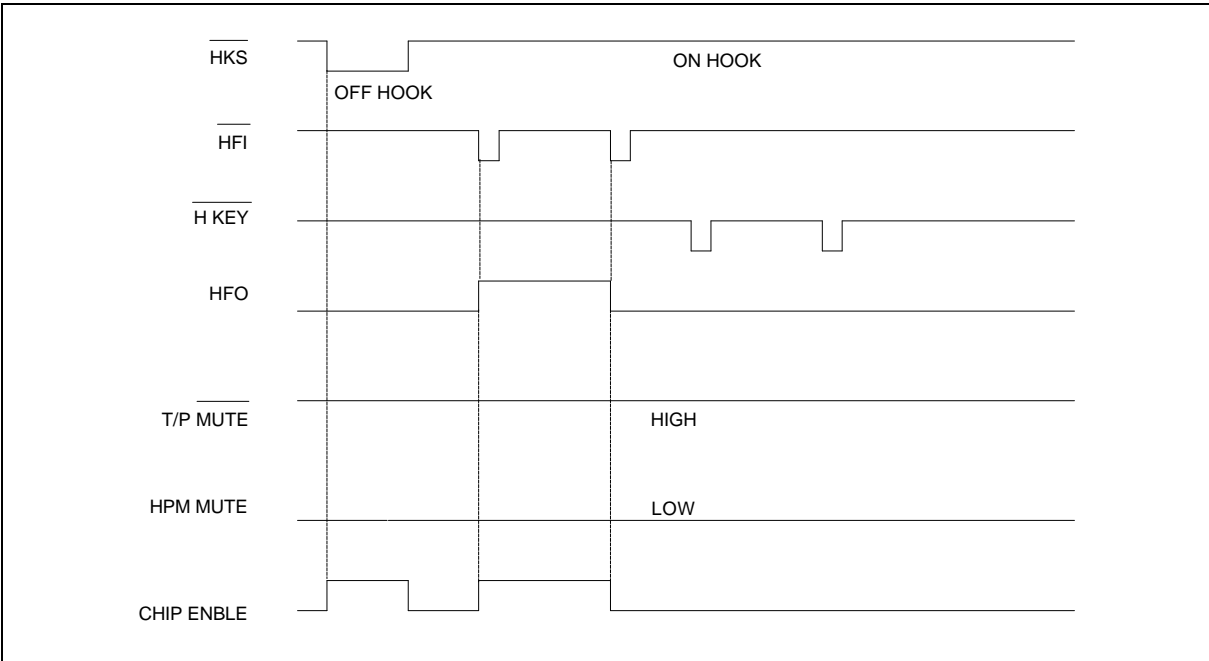 HKS
ON HOOK
OFF HOOK
HFI
H KEY
HFO
T/P MUTE
HIGH
HPM MUTE
LOW
CHIP ENBLE